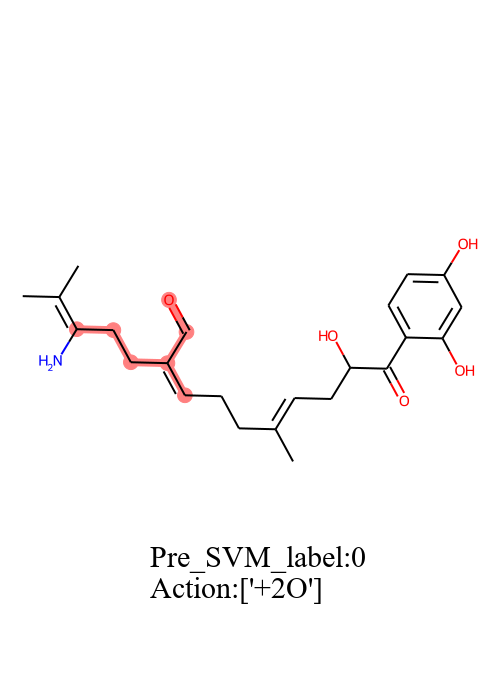 OH
O
HO
H2N
OH
O
Pre_SVM_label:0
Action:['+2O']